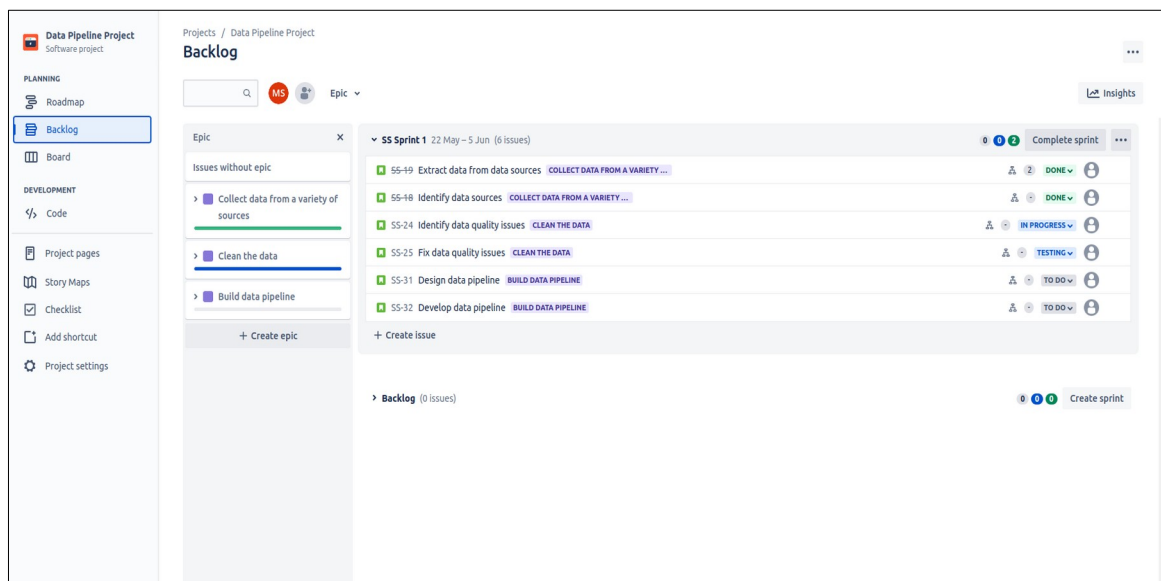 Data Pipeline Project
Software project
PLANNING
Roadmap
Backlog
Board
DEVELOPMENT
Code
Project pages
Story Maps
Checklist
Add shortcut
Project settings
Projects / Data Pipeline Project
Backlog
MS Epic
Insights
Epic
Issues without epic
Collect data from a variety of
sources
Clean the data
Build data pipeline
+ Create epic
SS Sprint 1 22 May – 5 Jun (6 issues) 0 0 2 Complete sprint
SS-19 Extract data from data sources COLLECT DATA FROM A VARIETY ... 2 DONE
SS-18 Identify data sources COLLECT DATA FROM A VARIETY ... - DONE
SS-24 Identify data quality issues CLEAN THE DATA - IN PROGRESS
SS-25 Fix data quality issues CLEAN THE DATA - TESTING
SS-31 Design data pipeline BUILD DATA PIPELINE - TO DO
SS-32 Develop data pipeline BUILD DATA PIPELINE - TO DO
+ Create issue
Backlog (0 issues) 0 0 0 Create sprint